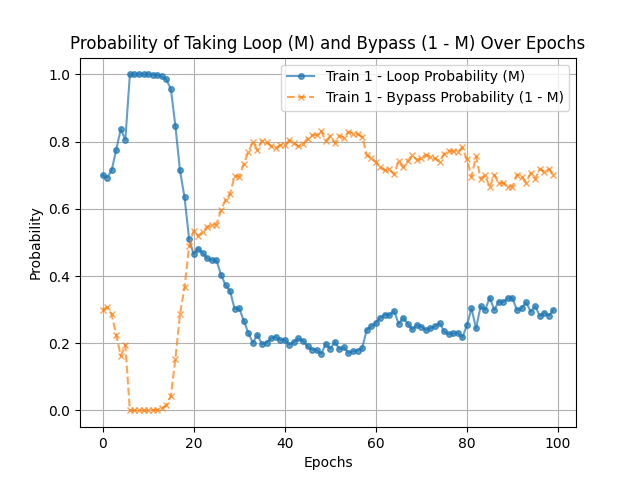 Probability of Taking Loop (M) and Bypass (1 - M) Over Epochs
Train 1 - Loop Probability (M)
Train 1 - Bypass Probability (1 - M)
1.0
0.8
0.6
0.4
0.2
0.0
Probability
0 20 40 60 80 100
Epochs